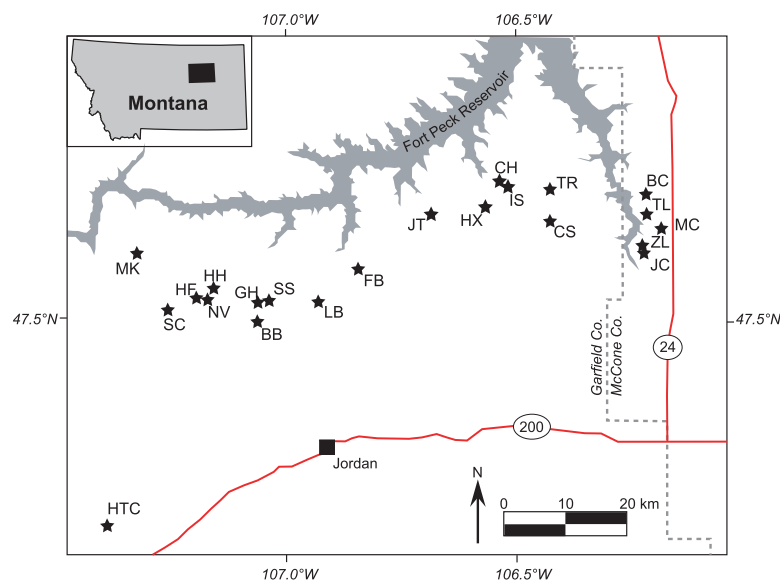 107.0°W
106.5°W
Montana
Fort Peck Reservoir
CH
IS
TR
BC
TL
MC
ZL
JC
JT
HX
CS
MK
FB
HH
HF
NV
GH
SS
SC
BB
LB
47.5°N
47.5°N
Garfield Co.
McCone Co.
24
200
Jordan
HTC
N
0
10
20 km
107.0°W
106.5°W